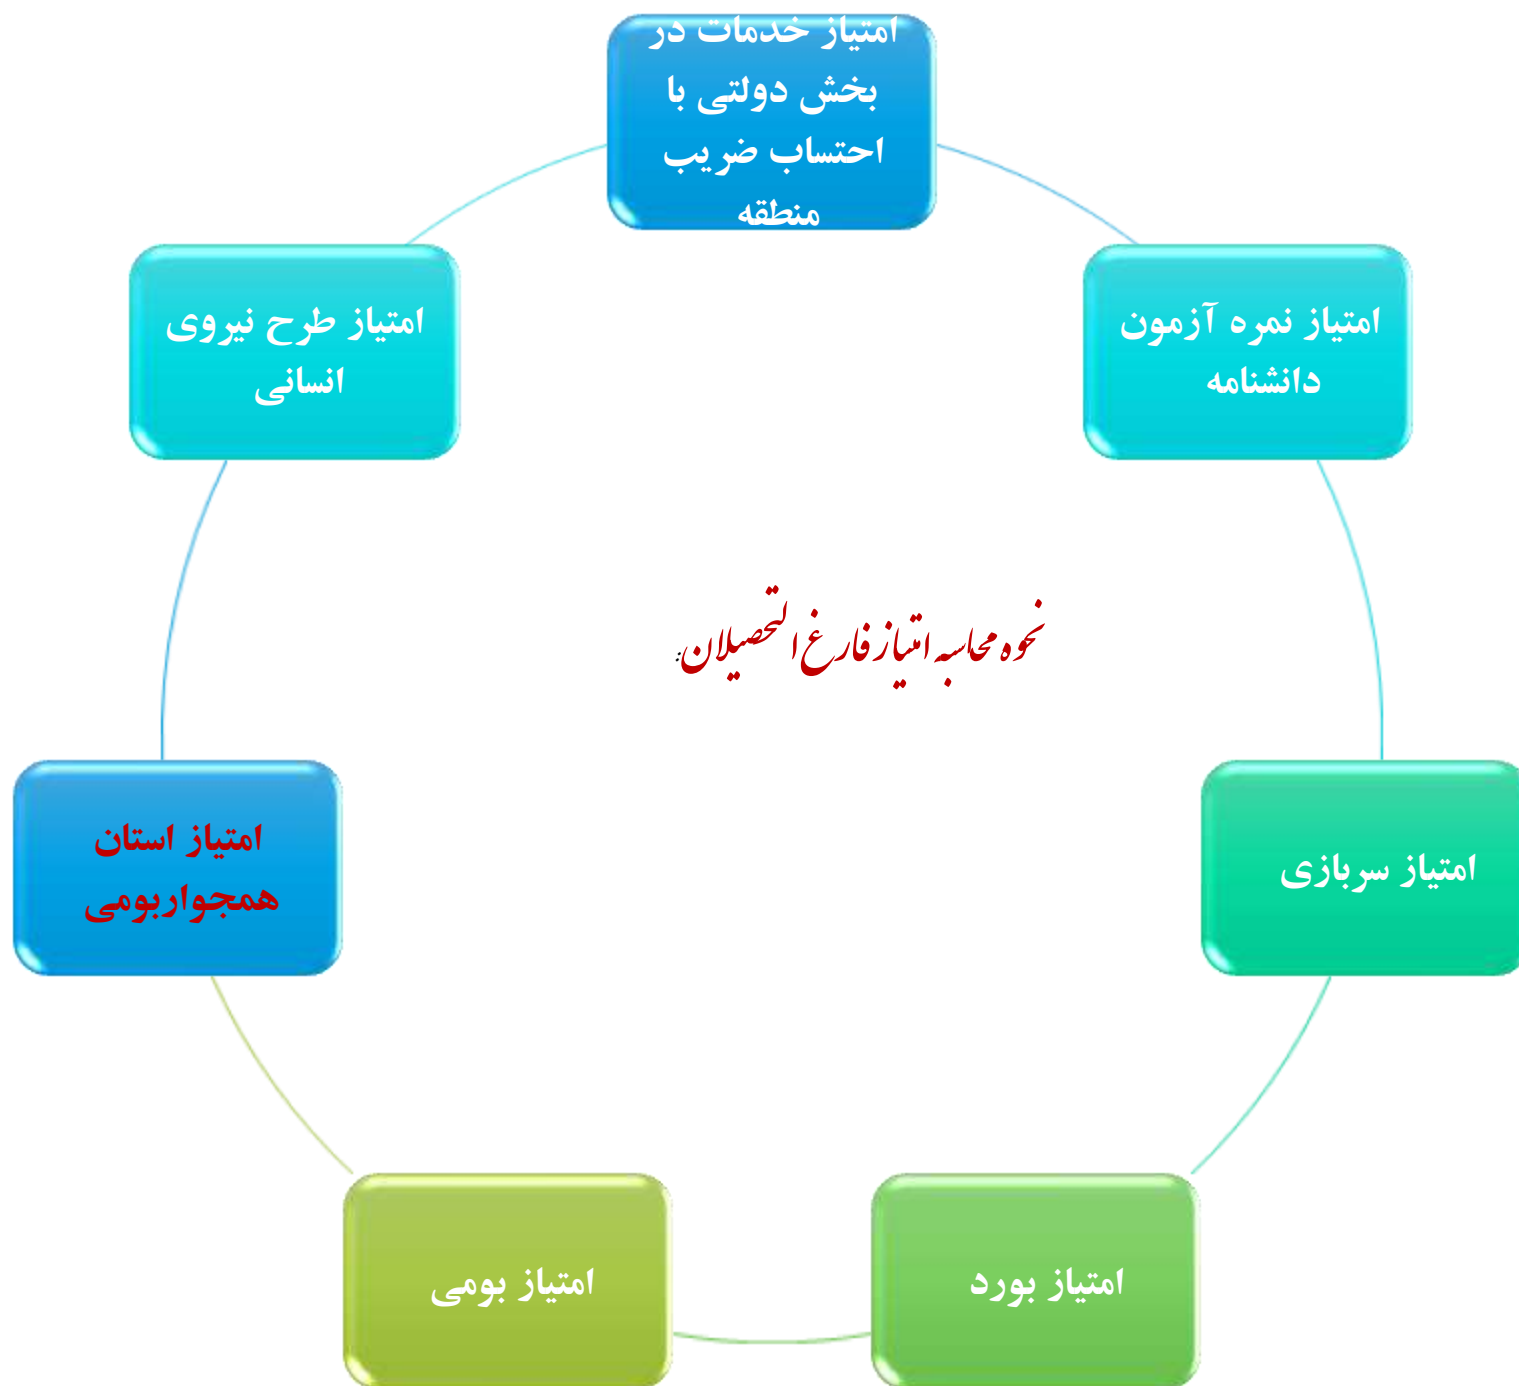 امتیاز خدمات در
بخش دولتی با
احتساب ضریب
منطقه
امتیاز نمره آزمون
دانشنامه
امتیاز سربازی
امتیاز بورد
امتیاز بومی
امتیاز استان
همجواربومی
امتیاز طرح نیروی
انسانی
نحوه محاسبه امتیاز فارغ التحصیلان: